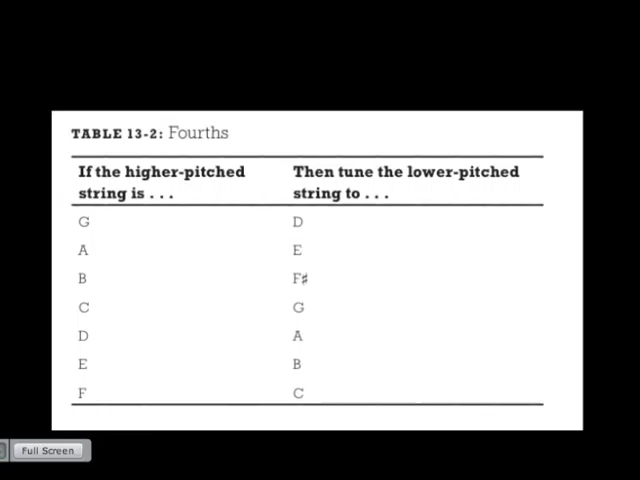 TABLE 13-2: Fourths
If the higher-pitched string is . . . Then tune the lower-pitched string to . . .
G D
A E
B F♯
C G
D A
E B
F C
Full Screen